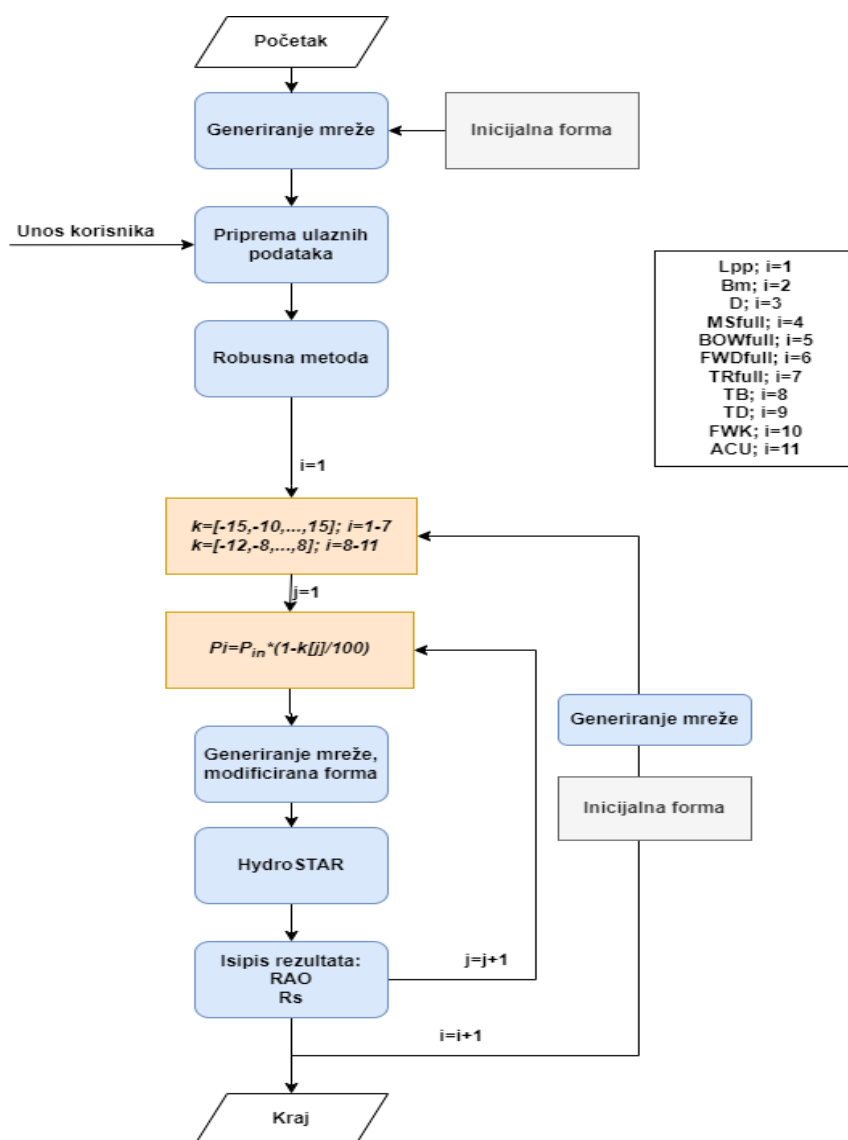 Početak
Generiranje mreže
Inicijalna forma
Unos korisnika
Priprema ulaznih
podataka
Robusna metoda
Lpp; i=1
Bm; i=2
D; i=3
MSfull; i=4
BOWfull; i=5
FWDfull; i=6
TRfull; i=7
TB; i=8
TD; i=9
FWK; i=10
ACU; i=11
i=1
k=[-15,-10,...,15]; i=1-7
k=[-12,-8,...,8]; i=8-11
j=1
Pi=P_in*(1-k[j]/100)
Generiranje mreže
Generiranje mreže,
modificirana forma
Inicijalna forma
HydroSTAR
Isipis rezultata:
RAO
Rs
j=j+1
i=i+1
Kraj